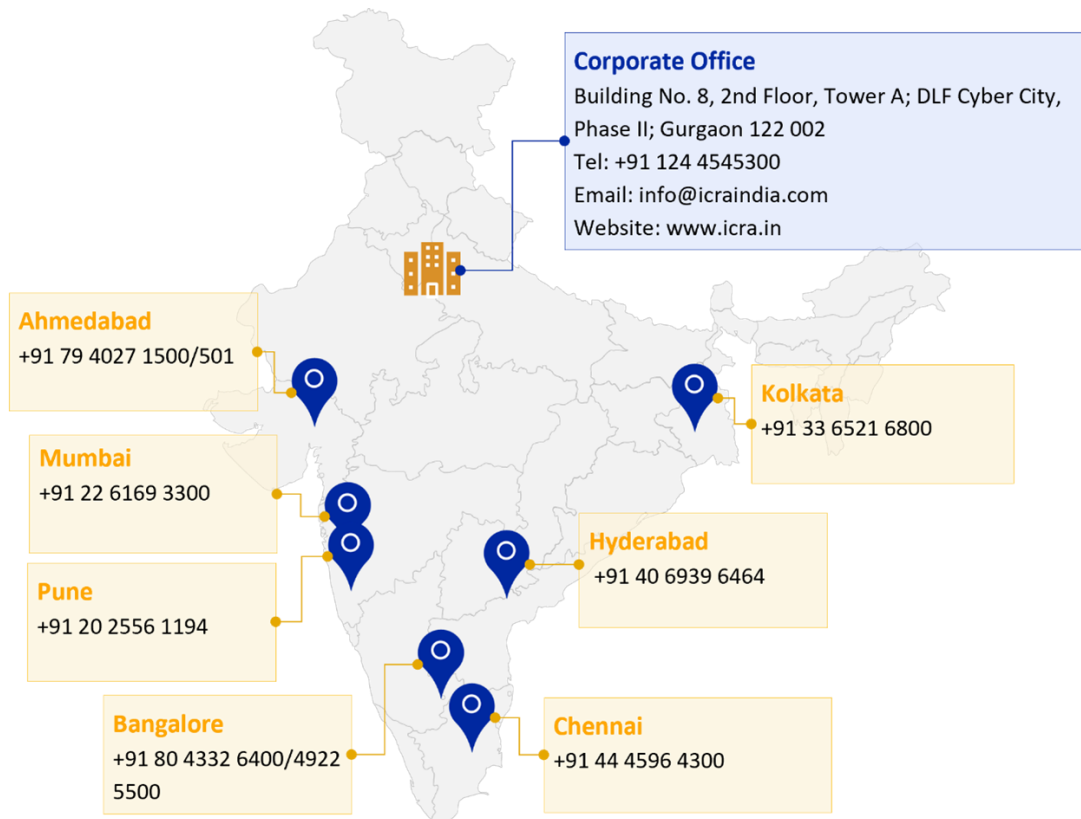 Corporate Office
Building No. 8, 2nd Floor, Tower A; DLF Cyber City,
Phase II; Gurgaon 122 002
Tel: +91 124 4545300
Email: info@icraindia.com
Website: www.icra.in
Ahmedabad
+91 79 4027 1500/501
Kolkata
+91 33 6521 6800
Mumbai
+91 22 6169 3300
Hyderabad
+91 40 6939 6464
Pune
+91 20 2556 1194
Bangalore
+91 80 4332 6400/4922
5500
Chennai
+91 44 4596 4300